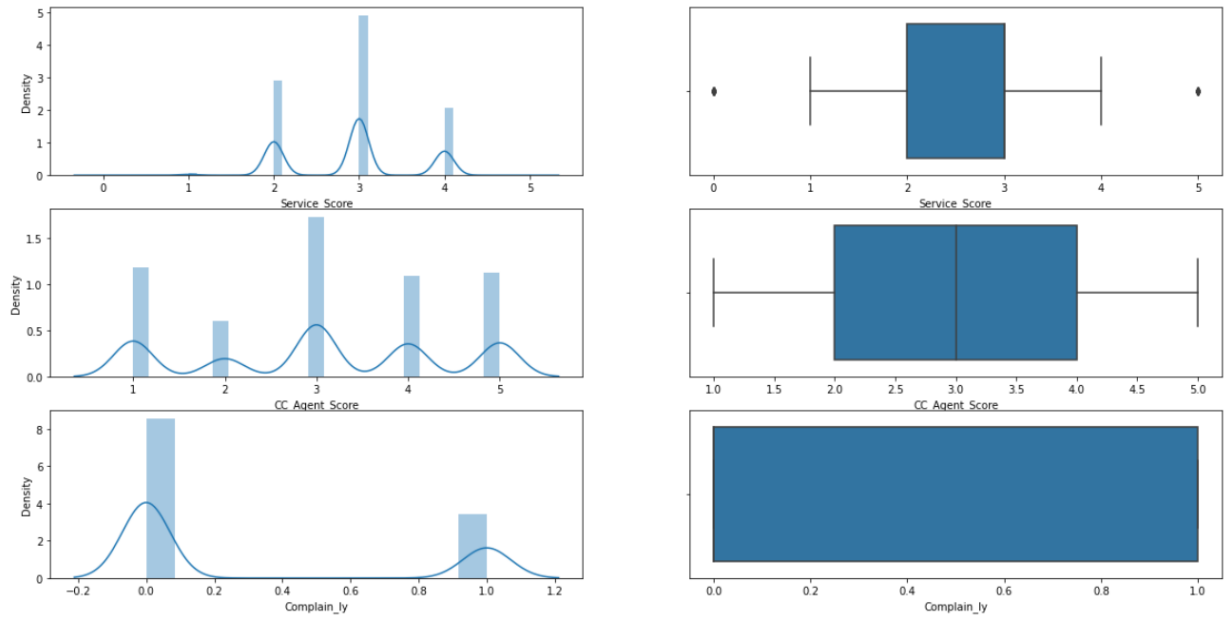 5
4
3
2
1
0
Density
0 1 2 3 4 5
Service_Score
0 1 2 3 4 5
Service_Score
1.5
1.0
0.5
0.0
Density
1 2 3 4 5
CC_Agent_Score
1.0 1.5 2.0 2.5 3.0 3.5 4.0 4.5 5.0
CC_Agent_Score
8
6
4
2
0
Density
−0.2 0.0 0.2 0.4 0.6 0.8 1.0 1.2
Complain_ly
0.0 0.2 0.4 0.6 0.8 1.0
Complain_ly